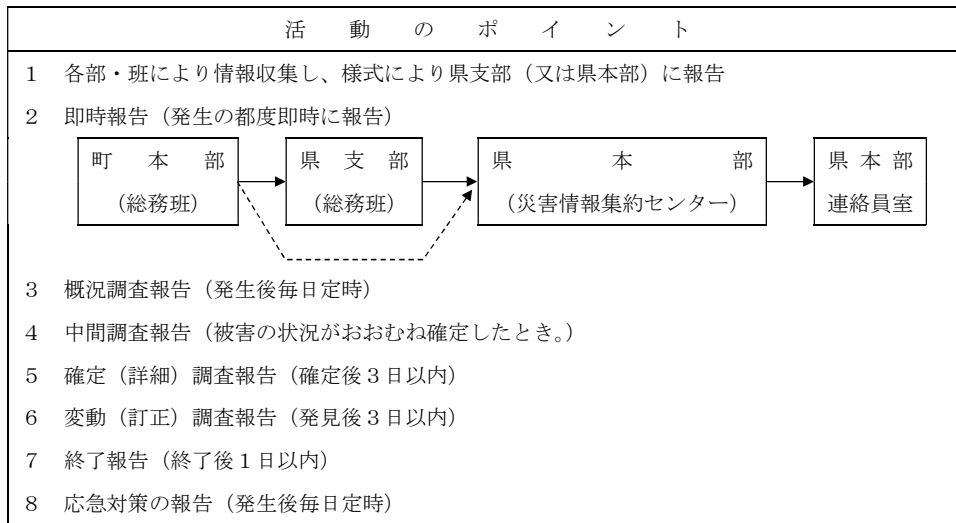 活動のポイント
１　各部・班により情報収集し、様式により県支部（又は県本部）に報告
２　即時報告（発生の都度即時に報告）
町本部　県支部　県本部　県本部
（総務班）　（総務班）　（災害情報集約センター）　連絡員室
３　概況調査報告（発生後毎日定時）
４　中間調査報告（被害の状況がおおむね確定したとき。）
５　確定（詳細）調査報告（確定後３日以内）
６　変動（訂正）調査報告（発見後３日以内）
７　終了報告（終了後１日以内）
８　応急対策の報告（発生後毎日定時）